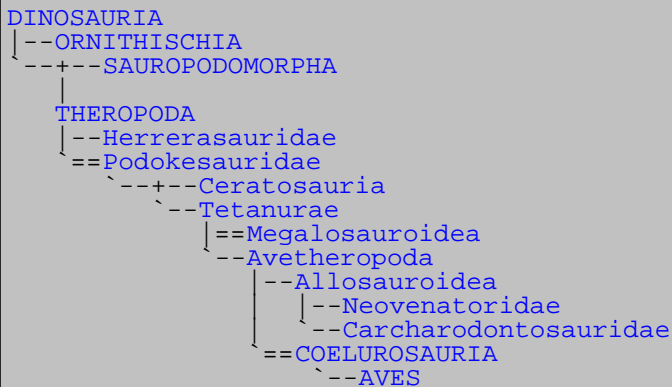 DINOSAURIA
|--ORNITHISCHIA
`--+--SAUROPODOMORPHA
   |
   THEROPODA
   |--Herrerasauridae
   `==Podokesauridae
      `--+--Ceratosauria
         `--Tetanurae
            |==Megalosauroidea
            `--Avetheropoda
               |--Allosauroidea
               |  |--Neovenatoridae
               |  `--Carcharodontosauridae
               `==COELUROSAURIA
                  `--AVES